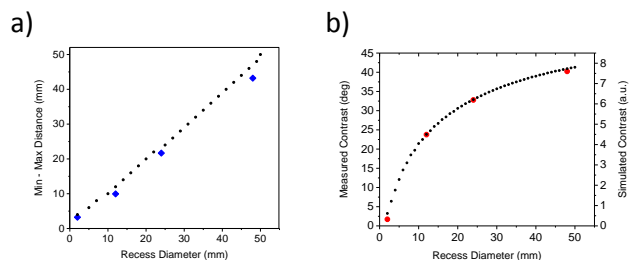 a)
50
40
30
20
10
0
0 10 20 30 40 50
Min - Max Distance (mm)
Recess Diameter (mm)
b)
45
40
35
30
25
20
15
10
5
0
0 10 20 30 40 50
Measured Contrast (deg)
8
7
6
5
4
3
2
1
0
Simulated Contrast (a.u.)
Recess Diameter (mm)